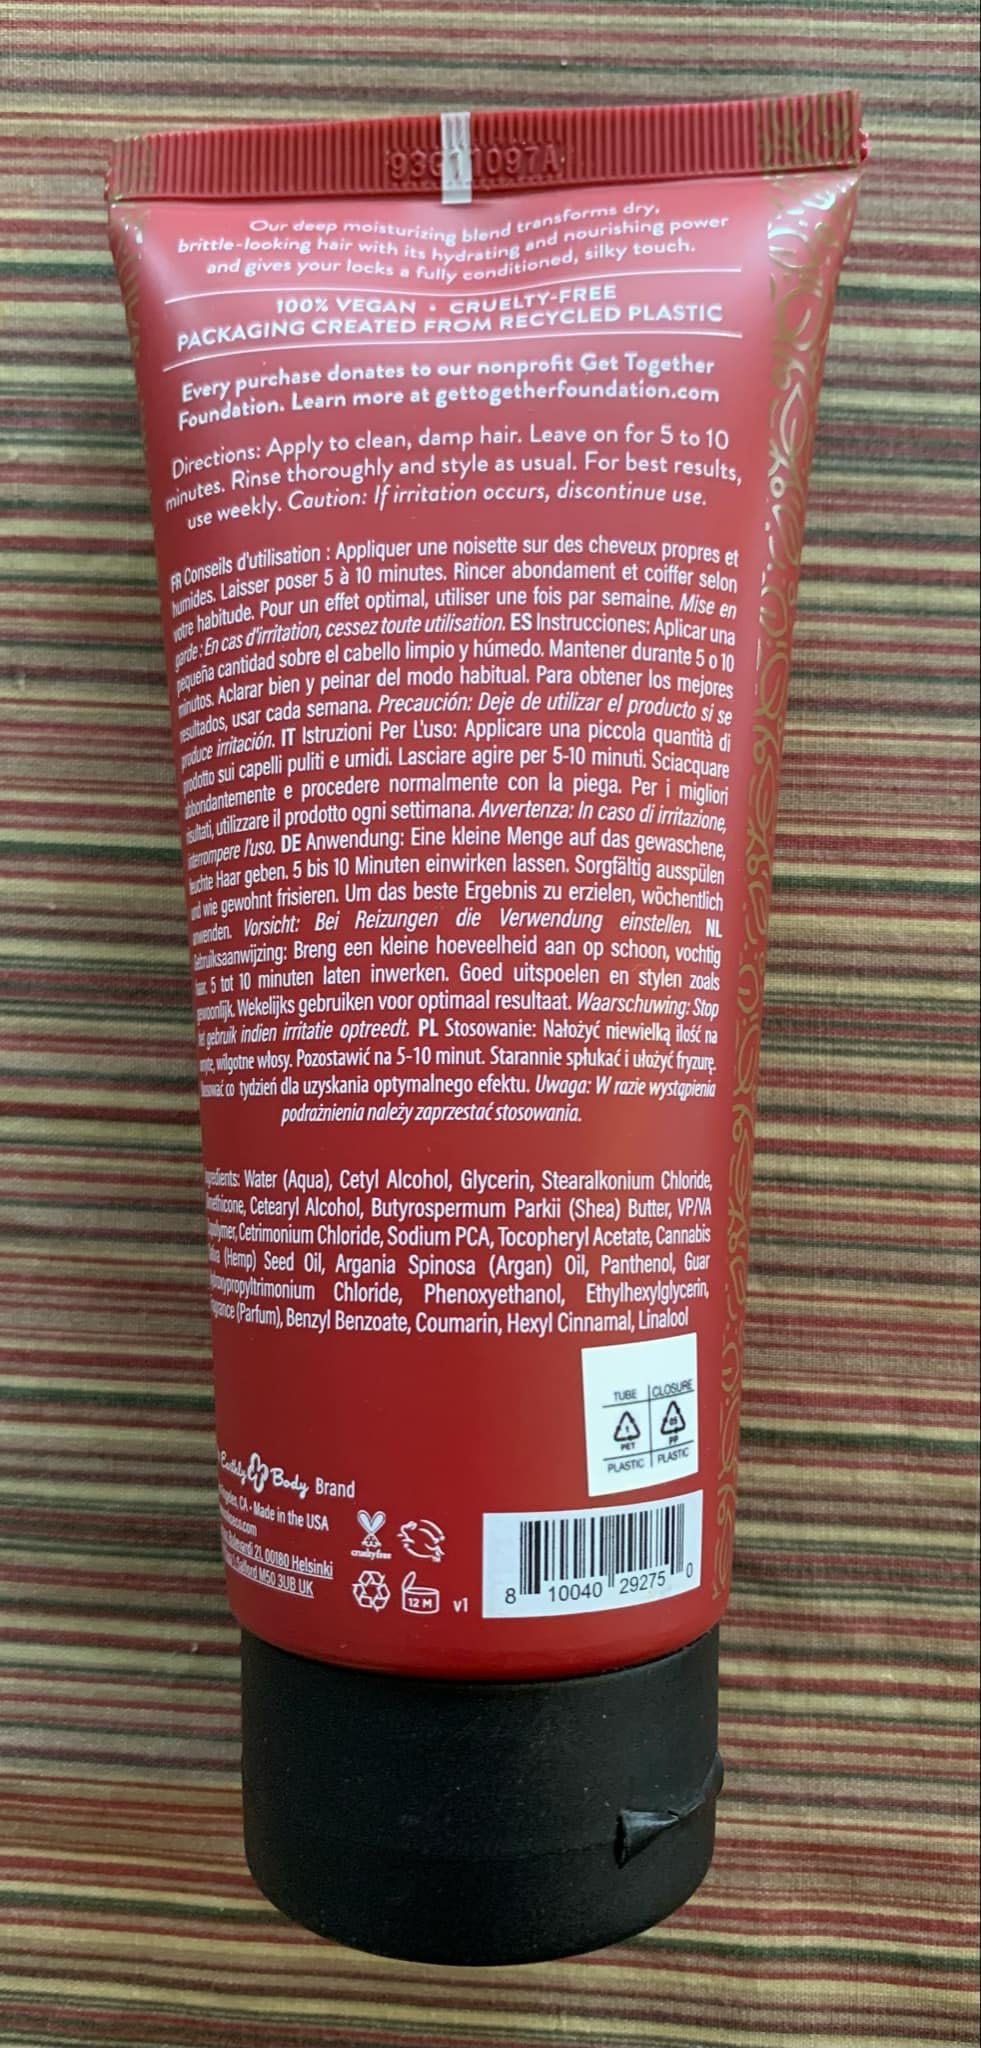 1097A
Our deep moisturizing blend transforms dry,
brittle-looking hair with its hydrating and nourishing power
and gives your locks a fully conditioned, silky touch.
100% VEGAN • CRUELTY-FREE
PACKAGING CREATED FROM RECYCLED PLASTIC
Every purchase donates to our nonprofit Get Together
Foundation. Learn more at gettogetherfoundation.com
Directions: Apply to clean, damp hair. Leave on for 5 to 10
minutes. Rinse thoroughly and style as usual. For best results,
use weekly. Caution: If irritation occurs, discontinue use.
FR Conseils d'utilisation : Appliquer une noisette sur des cheveux propres et
humides. Laisser poser 5 à 10 minutes. Rincer abondament et coiffer selon
votre habitude. Pour un effet optimal, utiliser une fois par semaine. Mise en
garde : En cas d'irritation, cessez toute utilisation. ES Instrucciones: Aplicar una
pequeña cantidad sobre el cabello limpio y húmedo. Mantener durante 5 o 10
minutos. Aclarar bien y peinar del modo habitual. Para obtener los mejores
resultados, usar cada semana. Precaución: Deje de utilizar el producto si se
produce irritación. IT Istruzioni Per L'uso: Applicare una piccola quantità di
prodotto sui capelli puliti e umidi. Lasciare agire per 5-10 minuti. Sciacquare
abbondantemente e procedere normalmente con la piega. Per i migliori
risultati, utilizzare il prodotto ogni settimana. Avvertenza: In caso di irritazione,
interrompere l'uso. DE Anwendung: Eine kleine Menge auf das gewaschene,
feuchte Haar geben. 5 bis 10 Minuten einwirken lassen. Sorgfältig ausspülen
und wie gewohnt frisieren. Um das beste Ergebnis zu erzielen, wöchentlich
anwenden. Vorsicht: Bei Reizungen die Verwendung einstellen. NL
Gebruiksaanwijzing: Breng een kleine hoeveelheid aan op schoon, vochtig
haar. 5 tot 10 minuten laten inwerken. Goed uitspoelen en stylen zoals
gewoonlijk. Wekelijks gebruiken voor optimaal resultaat. Waarschuwing: Stop
het gebruik indien irritatie optreedt. PL Stosowanie: Nałożyć niewielką ilość na
wilgotne włosy. Pozostawić na 5-10 minut. Starannie spłukać i ułożyć fryzurę.
co tydzień dla uzyskania optymalnego efektu. Uwaga: W razie wystąpienia
podrażnienia należy zaprzestać stosowania.
Ingredients: Water (Aqua), Cetyl Alcohol, Glycerin, Stearalkonium Chloride,
Cetearyl Alcohol, Butyrospermum Parkii (Shea) Butter, VP/VA
Cetrimonium Chloride, Sodium PCA, Tocopheryl Acetate, Cannabis
(Hemp) Seed Oil, Argania Spinosa (Argan) Oil, Panthenol, Guar
Chloride, Phenoxyethanol, Ethylhexylglycerin,
(Parfum), Benzyl Benzoate, Coumarin, Hexyl Cinnamal, Linalool
TUBE CLOSURE
1 05
PET PP
PLASTIC PLASTIC
Earthly Body Brand
CA • Made in the USA
21, 00180 Helsinki
Salford M50 3UB UK
crueltyfree
12 M v1
8 10040 29275 0